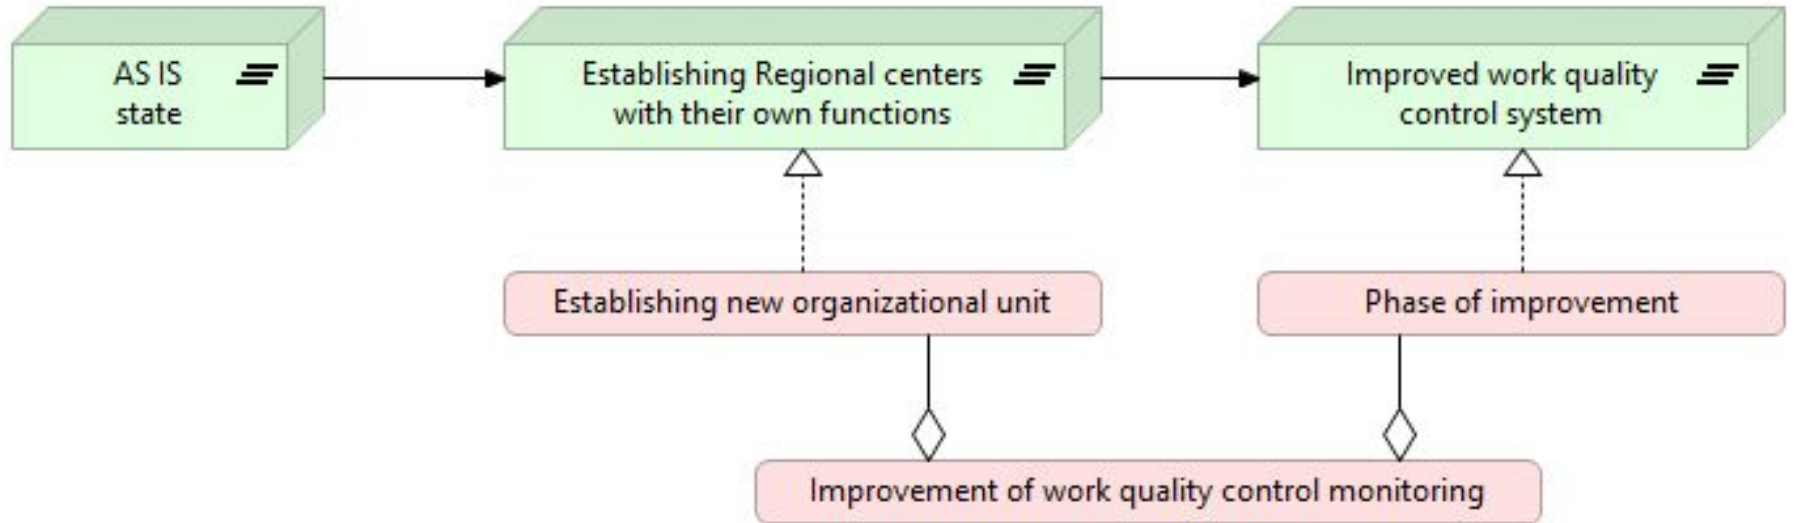 AS IS
state
Establishing Regional centers
with their own functions
Improved work quality
control system
Establishing new organizational unit
Phase of improvement
Improvement of work quality control monitoring